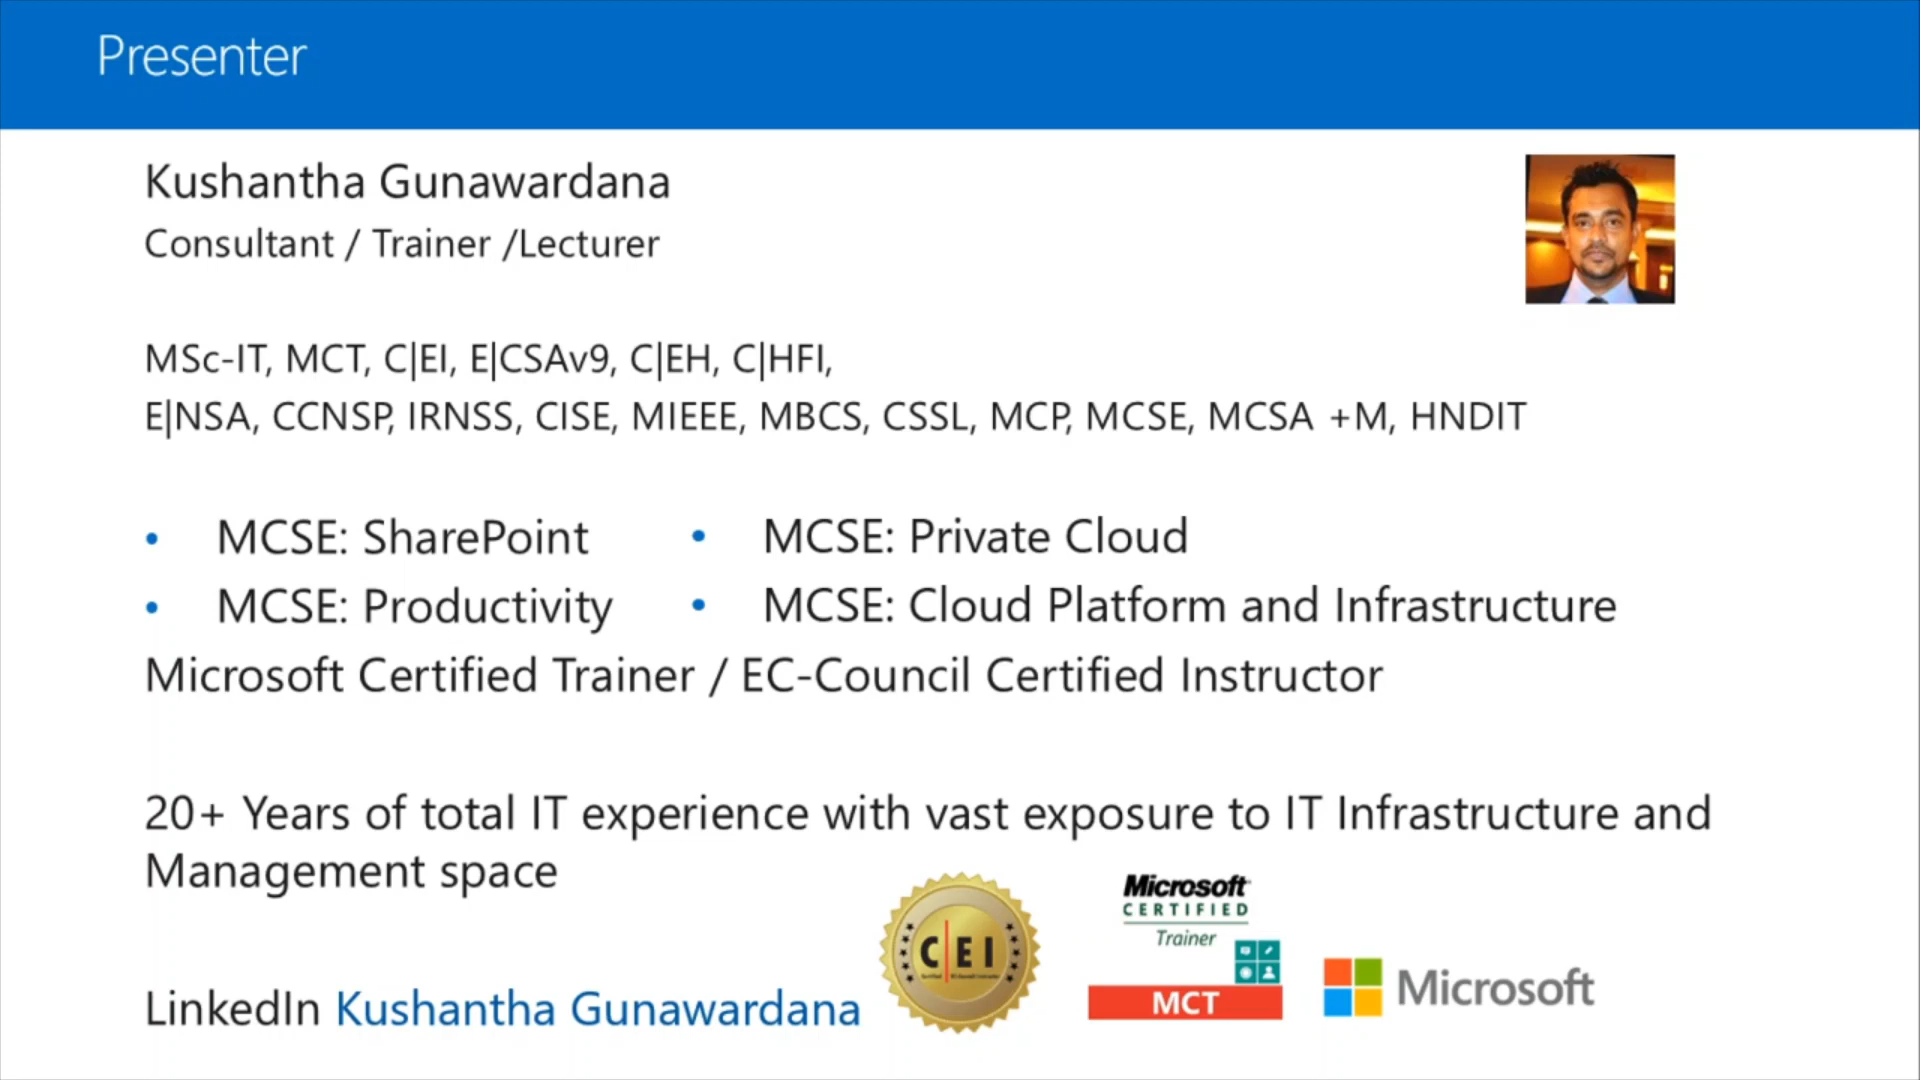 Presenter
Kushantha Gunawardana
Consultant / Trainer /Lecturer
MSc-IT, MCT, C|EI, E|CSAv9, C|EH, C|HFI,
E|NSA, CCNSP, IRNSS, CISE, MIEEE, MBCS, CSSL, MCP, MCSE, MCSA +M, HNDIT
• MCSE: SharePoint
• MCSE: Private Cloud
• MCSE: Productivity
• MCSE: Cloud Platform and Infrastructure
Microsoft Certified Trainer / EC-Council Certified Instructor
20+ Years of total IT experience with vast exposure to IT Infrastructure and
Management space
LinkedIn Kushantha Gunawardana
C|EI
Microsoft
CERTIFIED
Trainer
MCT
Microsoft